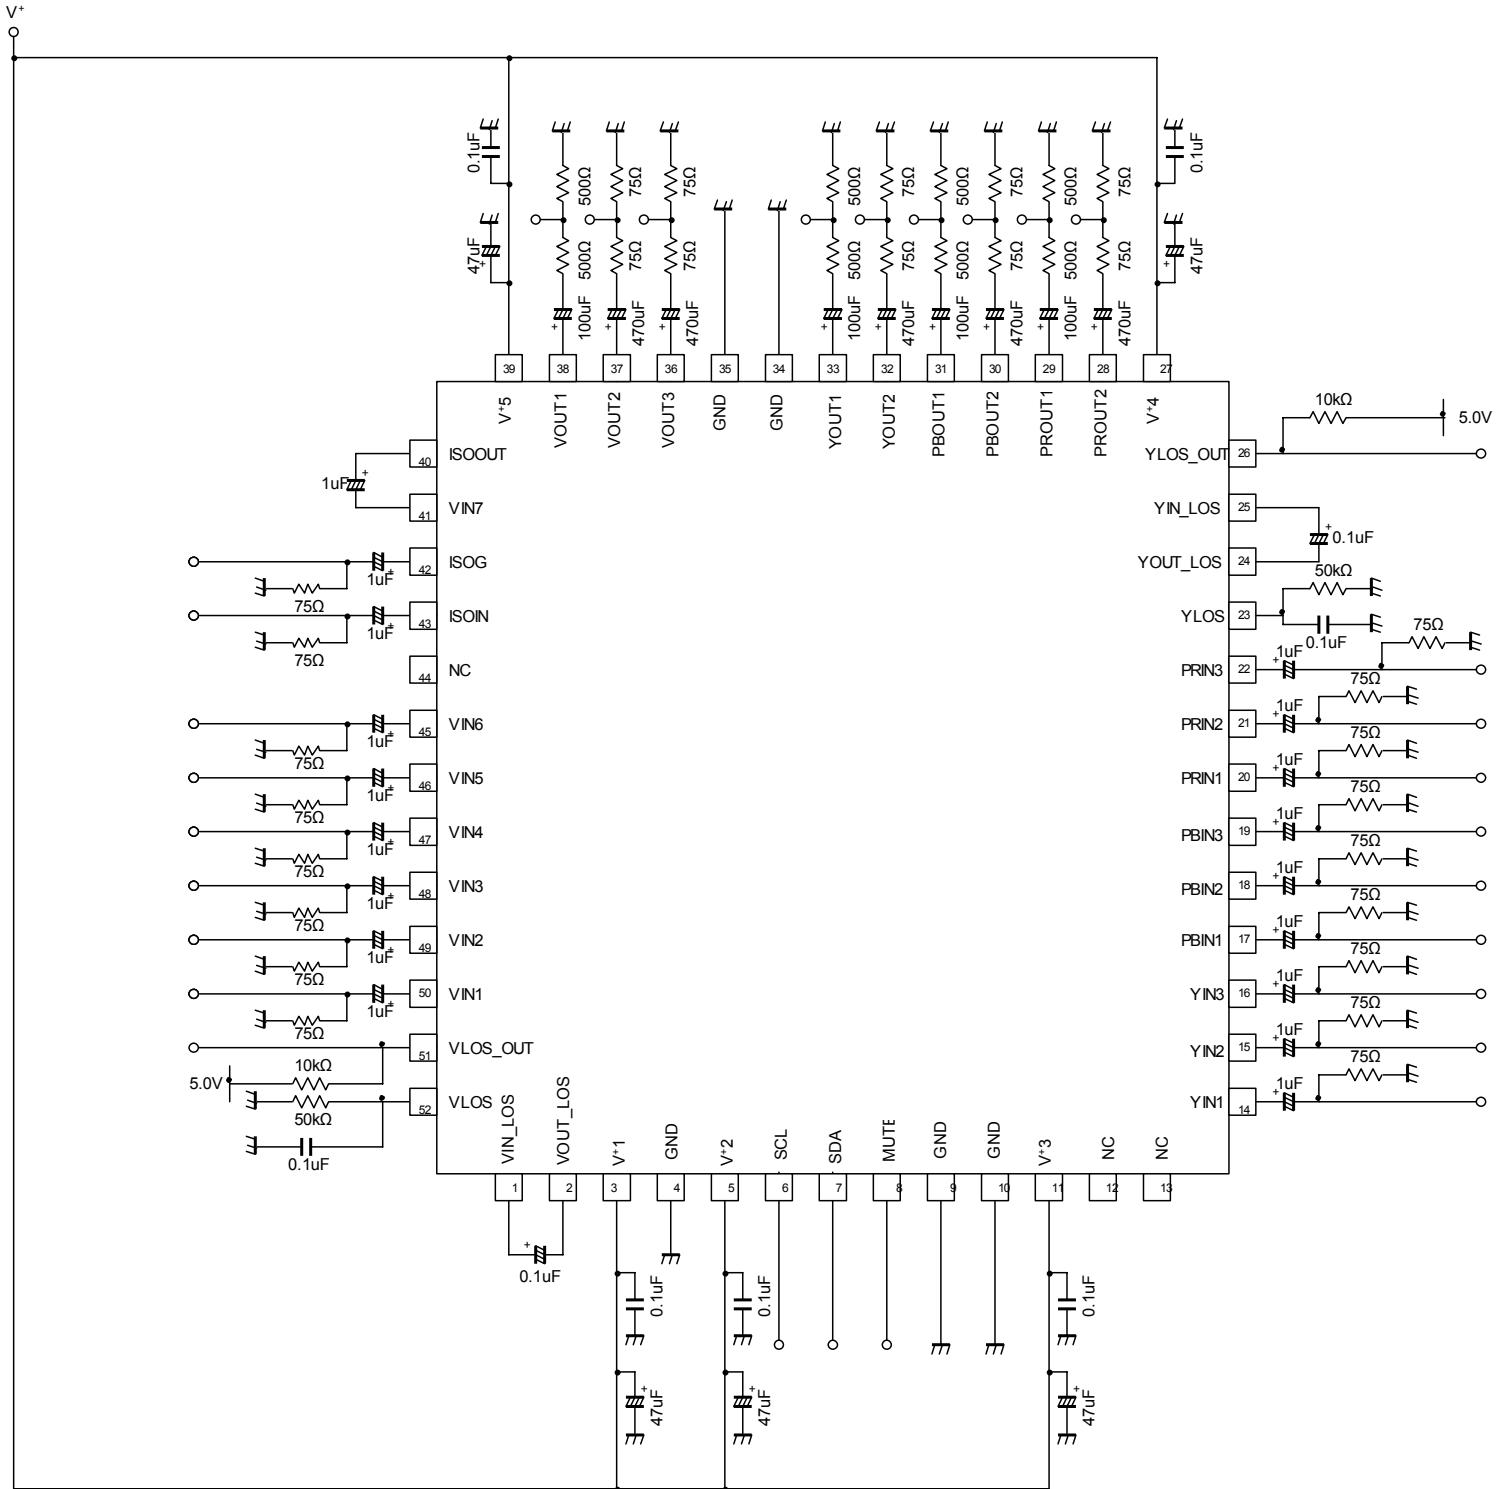 V+
0.1uF
500Ω
75Ω
75Ω
500Ω
75Ω
500Ω
75Ω
500Ω
75Ω
0.1uF
47uF
500Ω
75Ω
75Ω
500Ω
75Ω
500Ω
75Ω
500Ω
75Ω
47uF
+
+
100uF
+
470uF
+
470uF
+
100uF
+
470uF
+
100uF
+
470uF
+
100uF
+
470uF
+
39
38
37
36
35
34
33
32
31
30
29
28
27
V+5
VOUT1
VOUT2
VOUT3
GND
GND
YOUT1
YOUT2
PBOUT1
PBOUT2
PROUT1
PROUT2
V+4
10kΩ
5.0V
40
ISOOUT
YLOS_OUT
26
+
1uF
41
VIN7
YIN_LOS
25
+
0.1uF
42
ISOG
YOUT_LOS
24
1uF
+
75Ω
50kΩ
43
ISOIN
YLOS
23
1uF
+
75Ω
0.1uF
75Ω
44
NC
PRIN3
22
+
1uF
45
VIN6
PRIN2
21
1uF
+
75Ω
+
1uF
75Ω
46
VIN5
PRIN1
20
1uF
+
75Ω
+
1uF
75Ω
47
VIN4
PBIN3
19
1uF
+
75Ω
+
1uF
75Ω
48
VIN3
PBIN2
18
1uF
+
75Ω
+
1uF
75Ω
49
VIN2
PBIN1
17
1uF
+
75Ω
+
1uF
75Ω
50
VIN1
YIN3
16
1uF
+
75Ω
+
1uF
75Ω
51
VLOS_OUT
YIN2
15
+
1uF
75Ω
10kΩ
5.0V
52
VLOS
YIN1
14
+
1uF
75Ω
50kΩ
0.1uF
VIN_LOS
VOUT_LOS
V+1
GND
V+2
SCL
SDA
MUTE
GND
GND
V+3
NC
NC
1
2
3
4
5
6
7
8
9
10
11
12
13
+
0.1uF
0.1uF
0.1uF
0.1uF
+
47uF
+
47uF
+
47uF